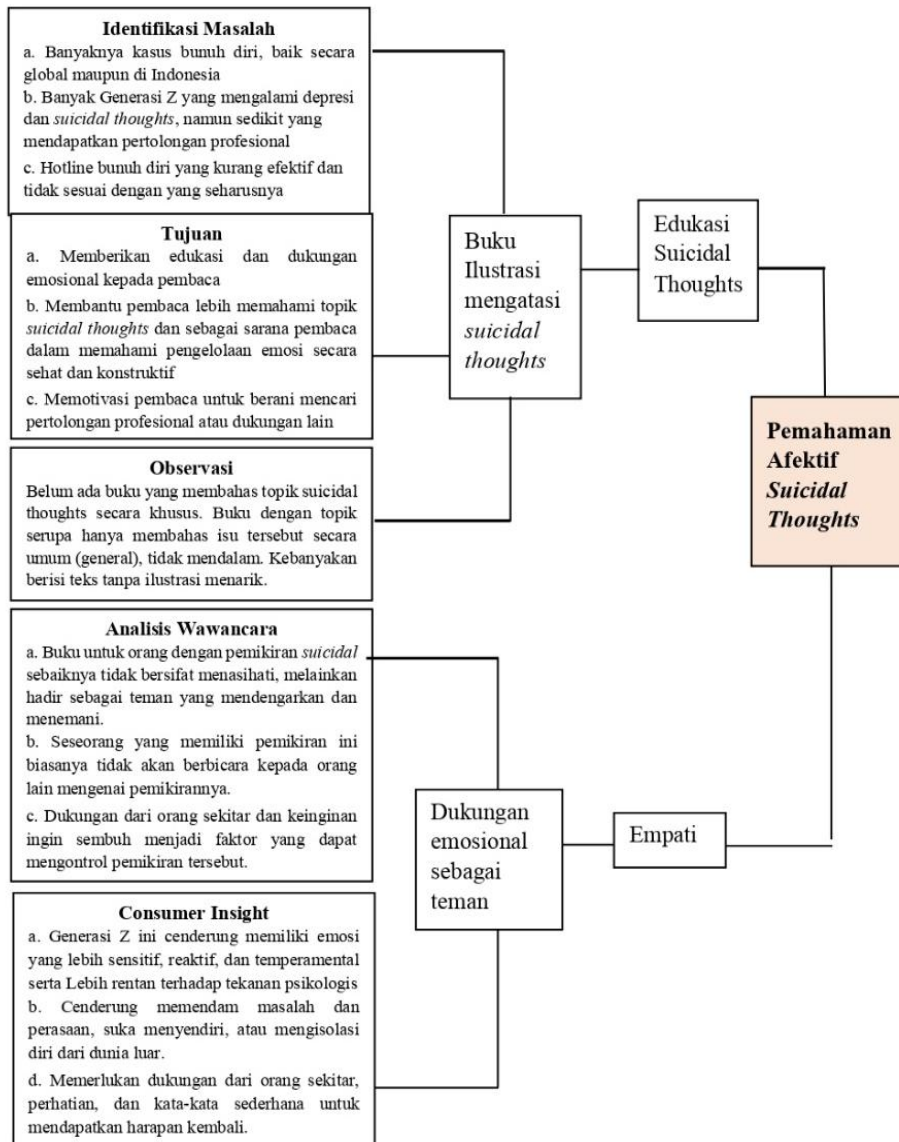 Identifikasi Masalah
a. Banyaknya kasus bunuh diri, baik secara
global maupun di Indonesia
b. Banyak Generasi Z yang mengalami depresi
dan suicidal thoughts, namun sedikit yang
mendapatkan pertolongan profesional
c. Hotline bunuh diri yang kurang efektif dan
tidak sesuai dengan yang seharusnya
Tujuan
a. Memberikan edukasi dan dukungan
emosional kepada pembaca
b. Membantu pembaca lebih memahami topik
suicidal thoughts dan sebagai sarana pembaca
dalam memahami pengelolaan emosi secara
sehat dan konstruktif
c. Memotivasi pembaca untuk berani mencari
pertolongan profesional atau dukungan lain
Observasi
Belum ada buku yang membahas topik suicidal
thoughts secara khusus. Buku dengan topik
serupa hanya membahas isu tersebut secara
umum (general), tidak mendalam. Kebanyakan
berisi teks tanpa ilustrasi menarik.
Analisis Wawancara
a. Buku untuk orang dengan pemikiran suicidal
sebaiknya tidak bersifat menasihati, melainkan
hadir sebagai teman yang mendengarkan dan
menemani.
b. Seseorang yang memiliki pemikiran ini
biasanya tidak akan berbicara kepada orang
lain mengenai pemikirannya.
c. Dukungan dari orang sekitar dan keinginan
ingin sembuh menjadi faktor yang dapat
mengontrol pemikiran tersebut.
Consumer Insight
a. Generasi Z ini cenderung memiliki emosi
yang lebih sensitif, reaktif, dan temperamental
serta Lebih rentan terhadap tekanan psikologis
b. Cenderung memendam masalah dan
perasaan, suka menyendiri, atau mengisolasi
diri dari dunia luar.
d. Memerlukan dukungan dari orang sekitar,
perhatian, dan kata-kata sederhana untuk
mendapatkan harapan kembali.
Buku
Ilustrasi
mengatasi
suicidal
thoughts
Edukasi
Suicidal
Thoughts
Dukungan
emosional
sebagai
teman
Empati
Pemahaman
Afektif
Suicidal
Thoughts